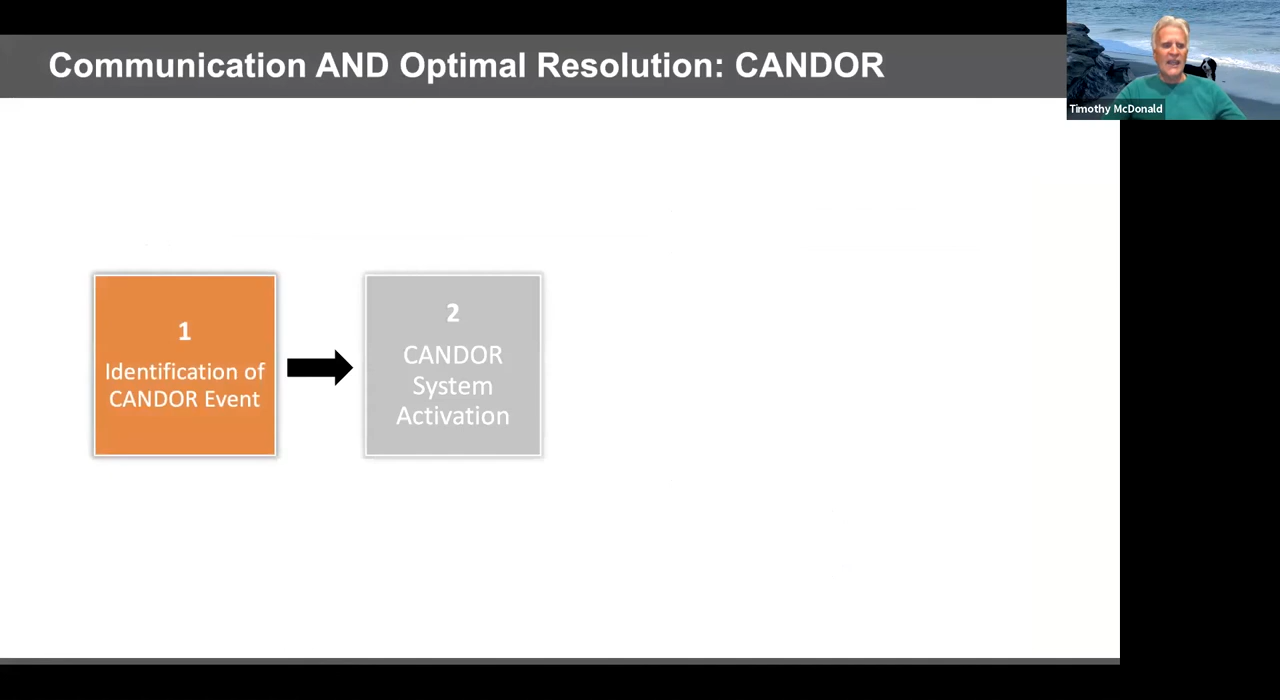 Communication AND Optimal Resolution: CANDOR
Timothy McDonald
1
Identification of
CANDOR Event
2
CANDOR
System
Activation